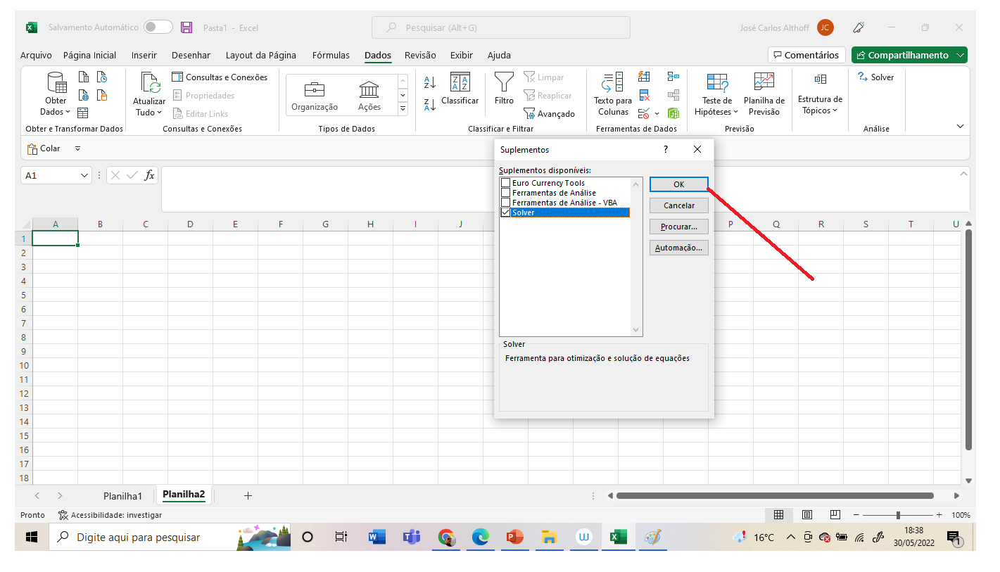 Salvamento Automático
Pasta1 - Excel
Pesquisar (Alt+G)
José Carlos Althoff
JC
Arquivo Página Inicial Inserir Desenhar Layout da Página Fórmulas Dados Revisão Exibir Ajuda
Comentários
Compartilhamento
Obter
Dados
Obter e Transformar Dados
Atualizar
Tudo
Consultas e Conexões
Propriedades
Editar Links
Consultas e Conexões
Organização
Ações
Tipos de Dados
Classificar
Filtro
Limpar
Reaplicar
Avançado
Classificar e Filtrar
Texto para
Colunas
Ferramentas de Dados
Teste de
Hipóteses
Planilha de
Previsão
Previsão
Estrutura de
Tópicos
Solver
Análise
Colar
A1
fx
Suplementos
?
Suplementos disponíveis:
Euro Currency Tools
Ferramentas de Análise
Ferramentas de Análise - VBA
Solver
OK
Cancelar
Procurar...
Automação...
Solver
Ferramenta para otimização e solução de equações
A B C D E F G H I J P Q R S T U
1
2
3
4
5
6
7
8
9
10
11
12
13
14
15
16
17
18
Planilha1
Planilha2
Pronto
Acessibilidade: investigar
100%
Digite aqui para pesquisar
16°C
18:38
30/05/2022
1